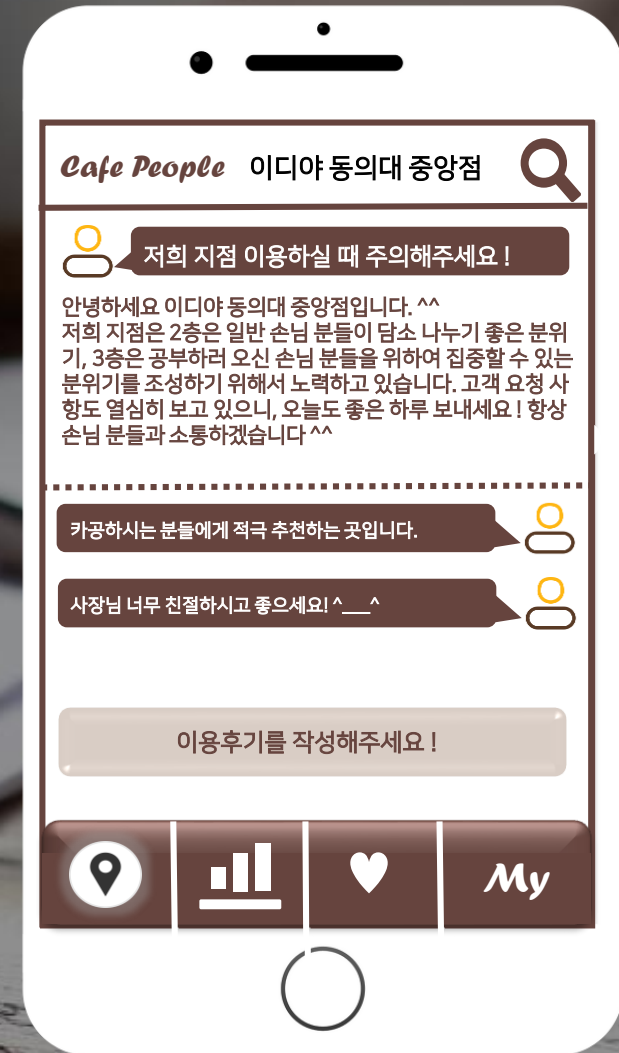 Cafe People 이디야 동의대 중앙점
저희 지점 이용하실 때 주의해주세요 !
안녕하세요 이디야 동의대 중앙점입니다. ^^
저희 지점은 2층은 일반 손님 분들이 담소 나누기 좋은 분위
기, 3층은 공부하러 오신 손님 분들을 위하여 집중할 수 있는
분위기를 조성하기 위해서 노력하고 있습니다. 고객 요청 사
항도 열심히 보고 있으니, 오늘도 좋은 하루 보내세요 ! 항상
손님 분들과 소통하겠습니다 ^^
카공하시는 분들에게 적극 추천하는 곳입니다.
사장님 너무 친절하시고 좋으세요! ^___^
이용후기를 작성해주세요 !
My